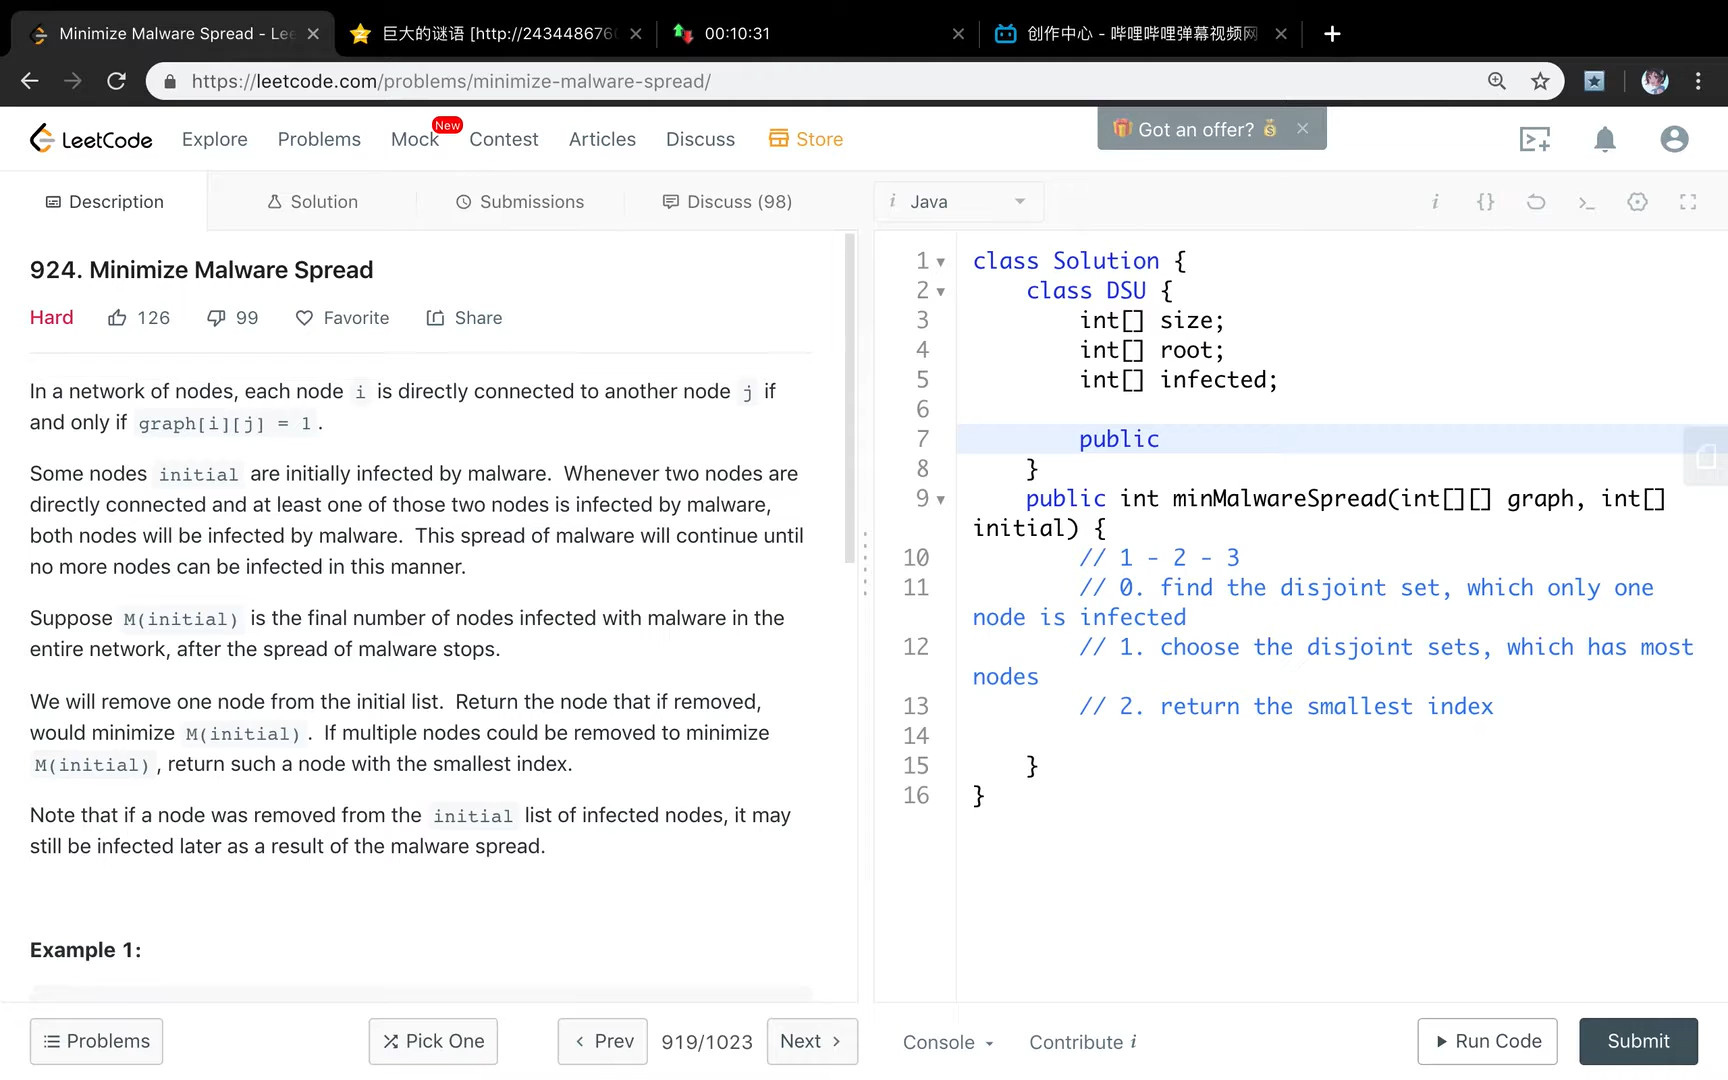 Minimize Malware Spread - Lee
巨大的谜语 [http://243448676
00:10:31
创作中心 - 哔哩哔哩弹幕视频网
https://leetcode.com/problems/minimize-malware-spread/
LeetCode
Explore
Problems
Mock
New
Contest
Articles
Discuss
Store
Got an offer?
Description
Solution
Submissions
Discuss (98)
i Java
924. Minimize Malware Spread
Hard
126
99
Favorite
Share
In a network of nodes, each node i is directly connected to another node j if
and only if graph[i][j] = 1.
Some nodes initial are initially infected by malware. Whenever two nodes are
directly connected and at least one of those two nodes is infected by malware,
both nodes will be infected by malware. This spread of malware will continue until
no more nodes can be infected in this manner.
Suppose M(initial) is the final number of nodes infected with malware in the
entire network, after the spread of malware stops.
We will remove one node from the initial list. Return the node that if removed,
would minimize M(initial). If multiple nodes could be removed to minimize
M(initial), return such a node with the smallest index.
Note that if a node was removed from the initial list of infected nodes, it may
still be infected later as a result of the malware spread.
Example 1:
1 class Solution {
2 class DSU {
3 int[] size;
4 int[] root;
5 int[] infected;
6
7 public
8 }
9 public int minMalwareSpread(int[][] graph, int[]
initial) {
10 // 1 - 2 - 3
11 // 0. find the disjoint set, which only one
node is infected
12 // 1. choose the disjoint sets, which has most
nodes
13 // 2. return the smallest index
14
15 }
16 }
Problems
Pick One
Prev
919/1023
Next
Console
Contribute i
Run Code
Submit